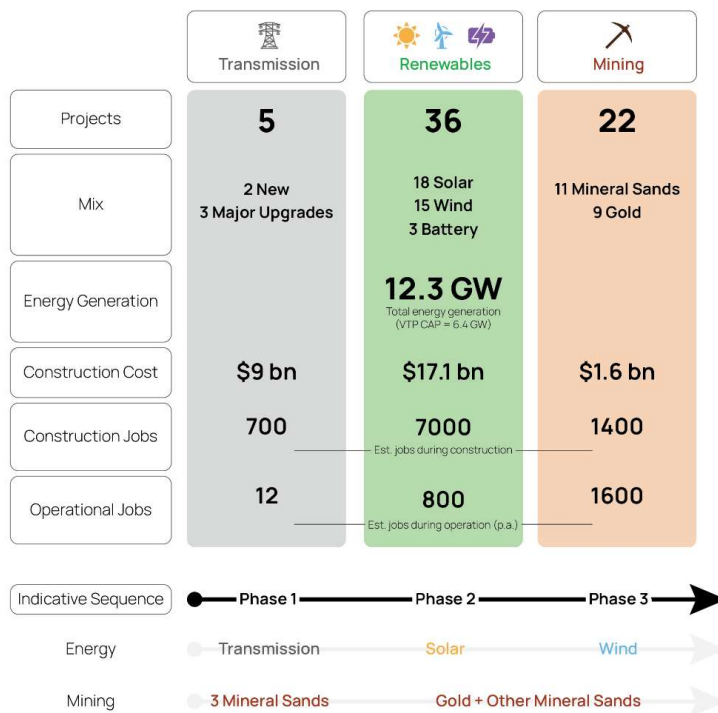 Transmission
Renewables
Mining
Projects
5
36
22
Mix
2 New
3 Major Upgrades
18 Solar
15 Wind
3 Battery
11 Mineral Sands
9 Gold
Energy Generation
12.3 GW
Total energy generation
(VTP CAP = 6.4 GW)
Construction Cost
$9 bn
$17.1 bn
$1.6 bn
Construction Jobs
700
7000
1400
Est. jobs during construction
Operational Jobs
12
800
1600
Est. jobs during operation (p.a.)
Indicative Sequence
Phase 1
Phase 2
Phase 3
Energy
Transmission
Solar
Wind
Mining
3 Mineral Sands
Gold + Other Mineral Sands